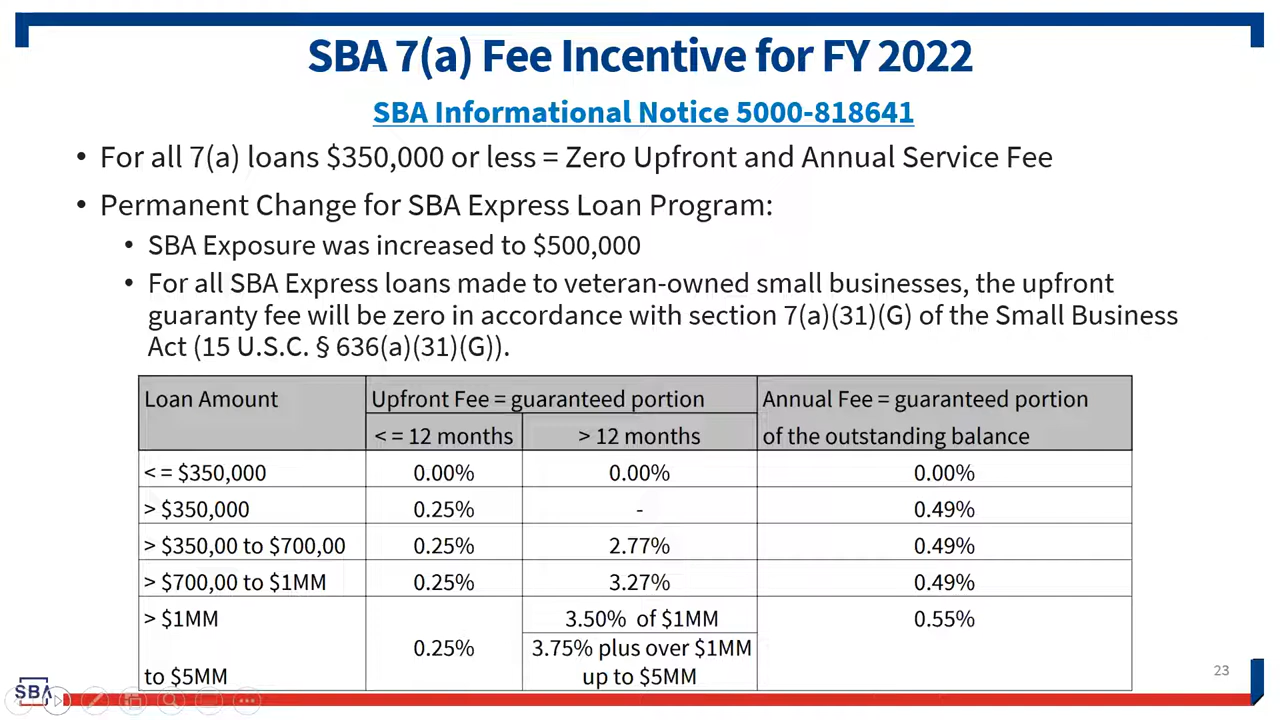 SBA 7(a) Fee Incentive for FY 2022
SBA Informational Notice 5000-818641
• For all 7(a) loans $350,000 or less = Zero Upfront and Annual Service Fee
• Permanent Change for SBA Express Loan Program:
• SBA Exposure was increased to $500,000
• For all SBA Express loans made to veteran-owned small businesses, the upfront
guaranty fee will be zero in accordance with section 7(a)(31)(G) of the Small Business
Act (15 U.S.C. § 636(a)(31)(G)).
Loan Amount Upfront Fee = guaranteed portion Annual Fee = guaranteed portion
< = 12 months > 12 months of the outstanding balance
< = $350,000 0.00% 0.00% 0.00%
> $350,000 0.25% - 0.49%
> $350,00 to $700,00 0.25% 2.77% 0.49%
> $700,00 to $1MM 0.25% 3.27% 0.49%
> $1MM 3.50% of $1MM 0.55%
0.25% 3.75% plus over $1MM
to $5MM up to $5MM
23
SBA